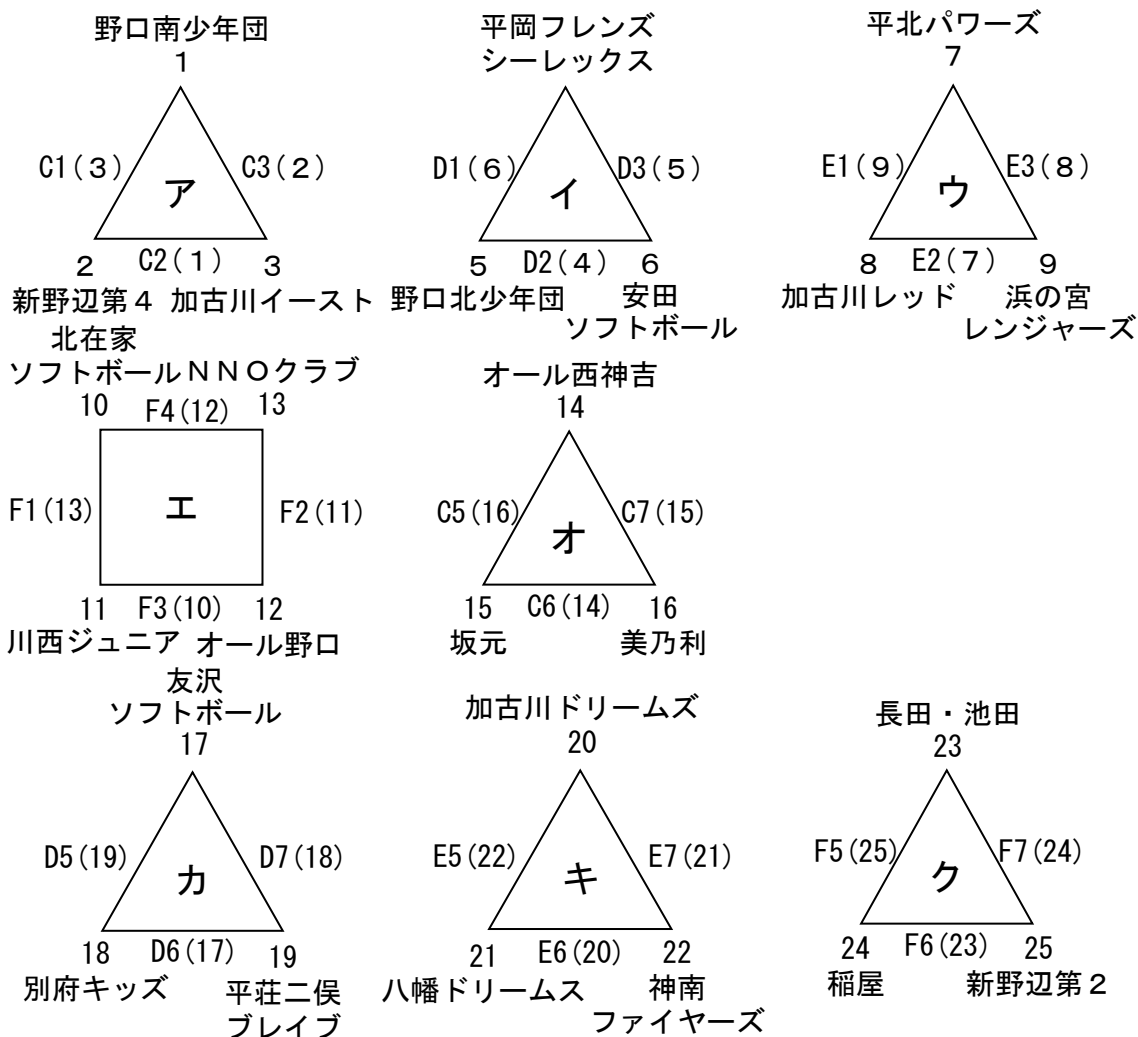 野口南少年団
1
C1(3)
C3(2)
ア
2
C2(1)
3
新野辺第4
加古川イースト
平岡フレンズ
シーレックス
D1(6)
D3(5)
イ
5
D2(4)
6
野口北少年団
安田
ソフトボール
平北パワーズ
7
E1(9)
E3(8)
ウ
8
E2(7)
9
加古川レッド
浜の宮
レンジャーズ
北在家
ソフトボール
NNOクラブ
10
F4(12)
13
F1(13)
エ
F2(11)
11
F3(10)
12
川西ジュニア
オール野口
オール西神吉
14
C5(16)
C7(15)
オ
15
C6(14)
16
坂元
美乃利
友沢
ソフトボール
17
D5(19)
D7(18)
カ
18
D6(17)
19
別府キッズ
平荘二俣
ブレイブ
加古川ドリームズ
20
E5(22)
E7(21)
キ
21
E6(20)
22
八幡ドリームス
神南
ファイヤーズ
長田・池田
23
F5(25)
F7(24)
ク
24
F6(23)
25
稲屋
新野辺第2